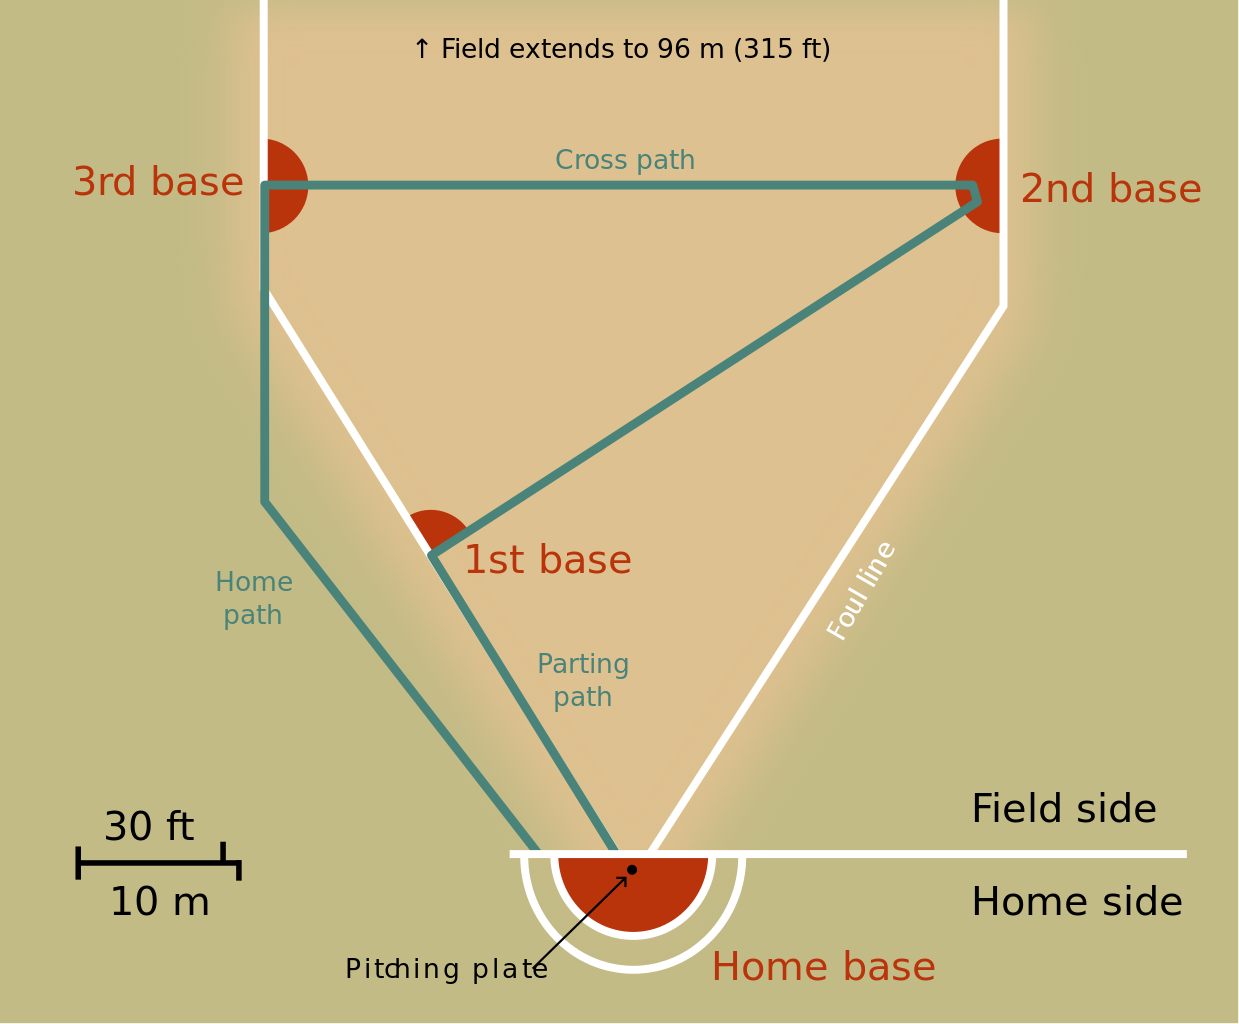 ↑ Field extends to 96 m (315 ft)
Cross path
3rd base
2nd base
1st base
Home
path
Foul line
Parting
path
30 ft
10 m
Field side
Home side
Pitching plate
Home base